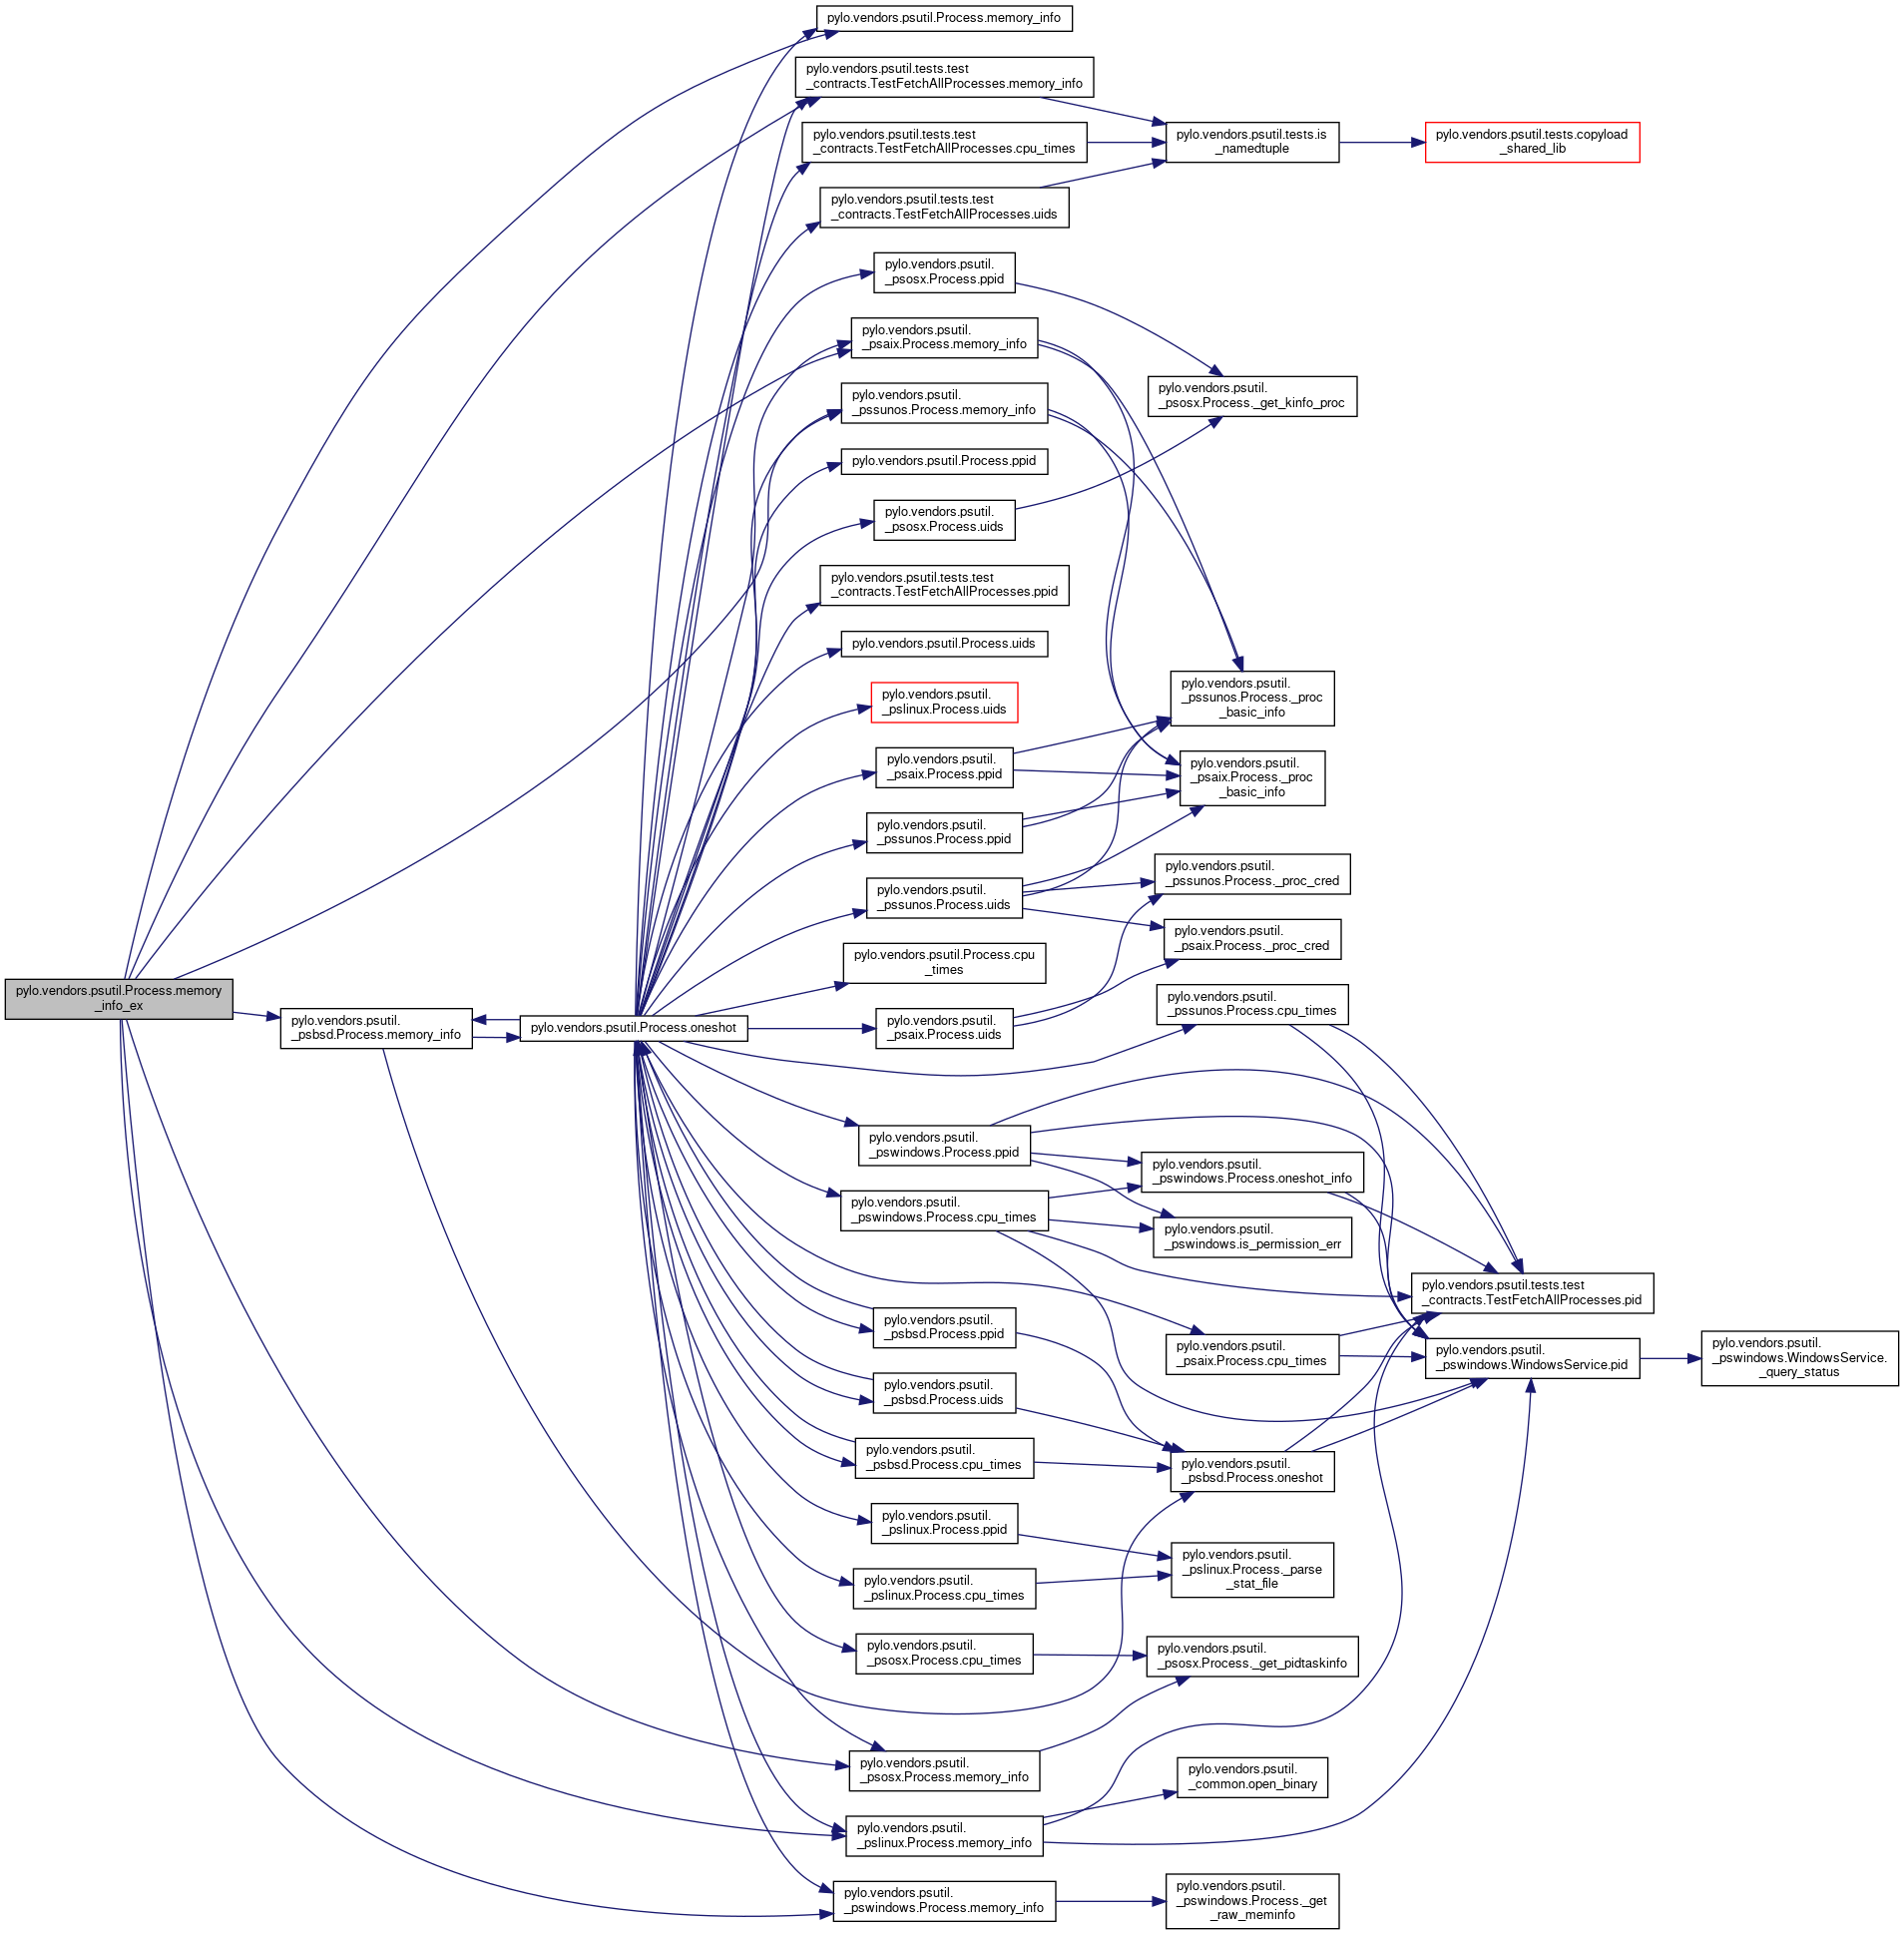 pylo.vendors.psutil.Process.memory_info
pylo.vendors.psutil.tests.test
_contracts.TestFetchAllProcesses.memory_info
pylo.vendors.psutil.tests.test
_contracts.TestFetchAllProcesses.cpu_times
pylo.vendors.psutil.tests.is
_namedtuple
pylo.vendors.psutil.tests.copyload
_shared_lib
pylo.vendors.psutil.tests.test
_contracts.TestFetchAllProcesses.uids
pylo.vendors.psutil.
_psosx.Process.ppid
pylo.vendors.psutil.
_psaix.Process.memory_info
pylo.vendors.psutil.
_psosx.Process._get_kinfo_proc
pylo.vendors.psutil.
_pssunos.Process.memory_info
pylo.vendors.psutil.Process.ppid
pylo.vendors.psutil.
_psosx.Process.uids
pylo.vendors.psutil.tests.test
_contracts.TestFetchAllProcesses.ppid
pylo.vendors.psutil.Process.uids
pylo.vendors.psutil.
_pslinux.Process.uids
pylo.vendors.psutil.
_pssunos.Process._proc
_basic_info
pylo.vendors.psutil.
_psaix.Process.ppid
pylo.vendors.psutil.
_psaix.Process._proc
_basic_info
pylo.vendors.psutil.
_pssunos.Process.ppid
pylo.vendors.psutil.
_pssunos.Process.uids
pylo.vendors.psutil.
_pssunos.Process._proc_cred
pylo.vendors.psutil.
_psaix.Process._proc_cred
pylo.vendors.psutil.Process.cpu
_times
pylo.vendors.psutil.Process.memory
_info_ex
pylo.vendors.psutil.
_psbsd.Process.memory_info
pylo.vendors.psutil.Process.oneshot
pylo.vendors.psutil.
_psaix.Process.uids
pylo.vendors.psutil.
_pssunos.Process.cpu_times
pylo.vendors.psutil.
_pswindows.Process.ppid
pylo.vendors.psutil.
_pswindows.Process.oneshot_info
pylo.vendors.psutil.
_pswindows.Process.cpu_times
pylo.vendors.psutil.
_pswindows.is_permission_err
pylo.vendors.psutil.tests.test
_contracts.TestFetchAllProcesses.pid
pylo.vendors.psutil.
_psbsd.Process.ppid
pylo.vendors.psutil.
_psaix.Process.cpu_times
pylo.vendors.psutil.
_pswindows.WindowsService.pid
pylo.vendors.psutil.
_pswindows.WindowsService.
_query_status
pylo.vendors.psutil.
_psbsd.Process.uids
pylo.vendors.psutil.
_psbsd.Process.cpu_times
pylo.vendors.psutil.
_psbsd.Process.oneshot
pylo.vendors.psutil.
_pslinux.Process.ppid
pylo.vendors.psutil.
_pslinux.Process._parse
_stat_file
pylo.vendors.psutil.
_pslinux.Process.cpu_times
pylo.vendors.psutil.
_psosx.Process.cpu_times
pylo.vendors.psutil.
_psosx.Process._get_pidtaskinfo
pylo.vendors.psutil.
_psosx.Process.memory_info
pylo.vendors.psutil.
_common.open_binary
pylo.vendors.psutil.
_pslinux.Process.memory_info
pylo.vendors.psutil.
_pswindows.Process.memory_info
pylo.vendors.psutil.
_pswindows.Process._get
_raw_meminfo